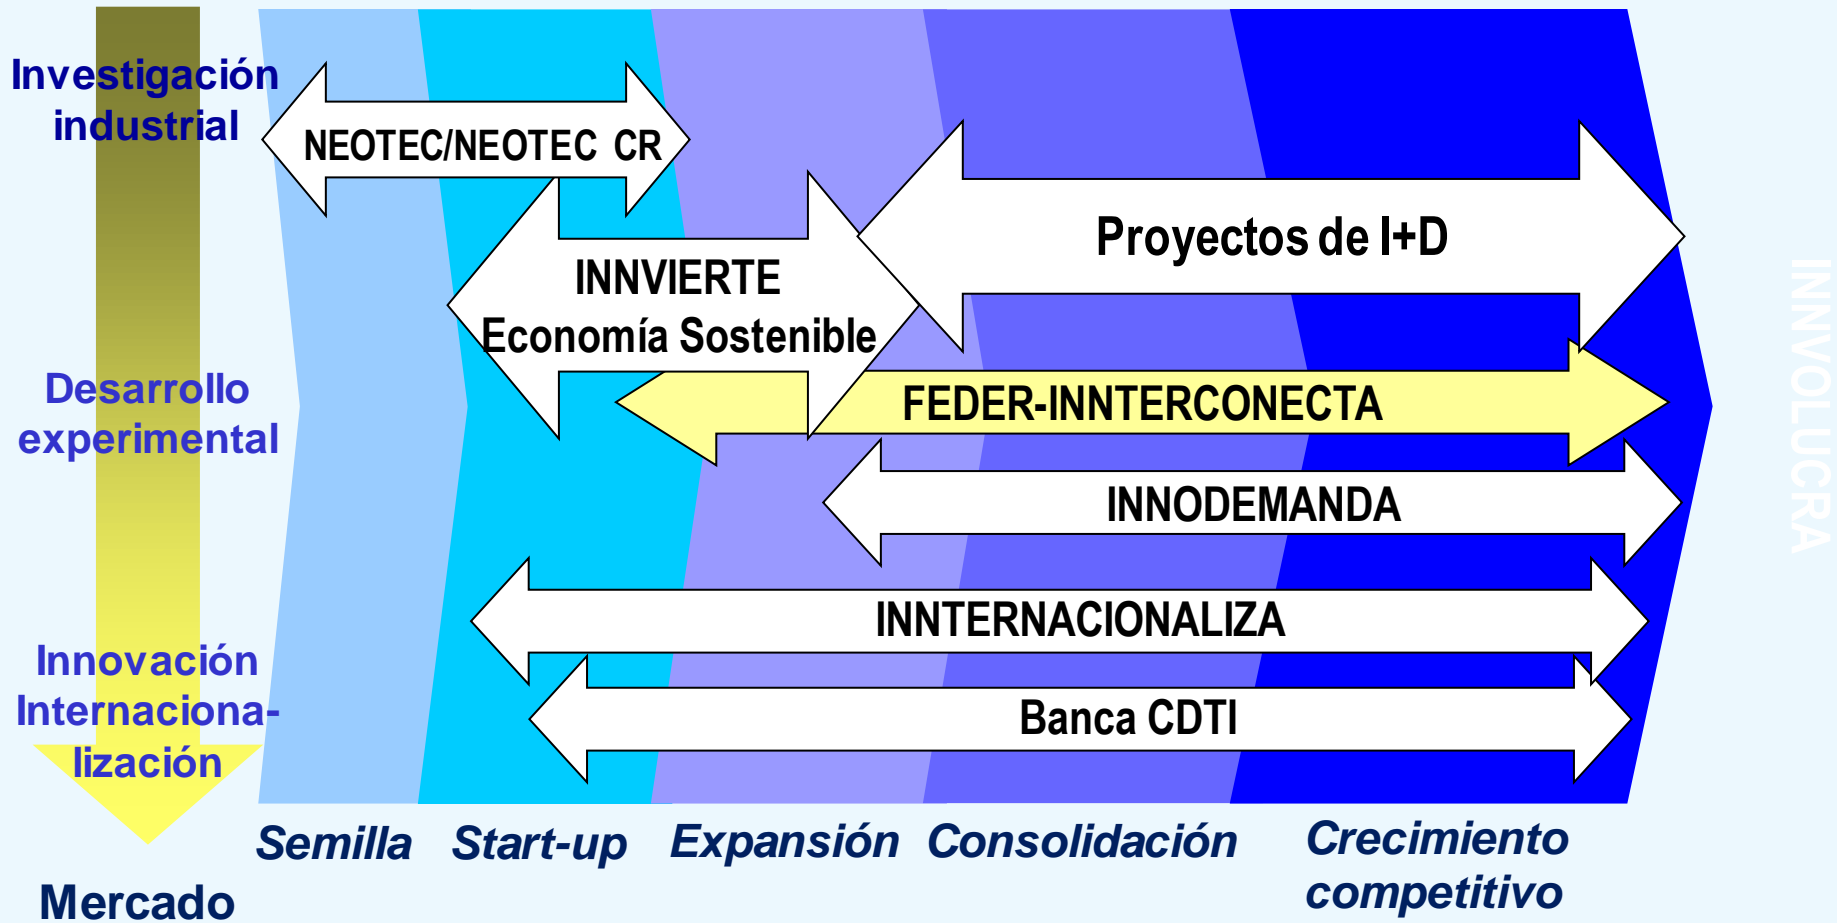 Investigación
industrial
NEOTEC/NEOTEC CR
Proyectos de I+D
INNVIERTE
Economía Sostenible
Desarrollo
experimental
FEDER-INNTERCONECTA
INNODEMANDA
INNTERNACIONALIZA
Innovación
Internaciona-
lización
Banca CDTI
INNVOLUCRA
Semilla
Start-up
Expansión
Consolidación
Crecimiento
competitivo
Mercado